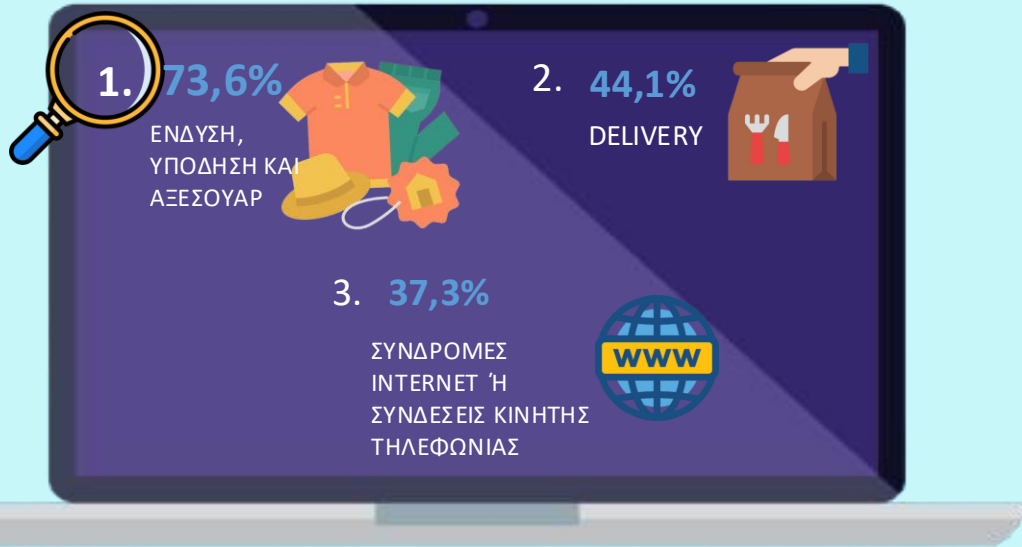 1. 73,6%
ΕΝΔΥΣΗ,
ΥΠΟΔΗΣΗ ΚΑΙ
ΑΞΕΣΟΥΑΡ
2. 44,1%
DELIVERY
3. 37,3%
ΣΥΝΔΡΟΜΕΣ
INTERNET Ή
ΣΥΝΔΕΣΕΙΣ ΚΙΝΗΤΗΣ
ΤΗΛΕΦΩΝΙΑΣ
WWW